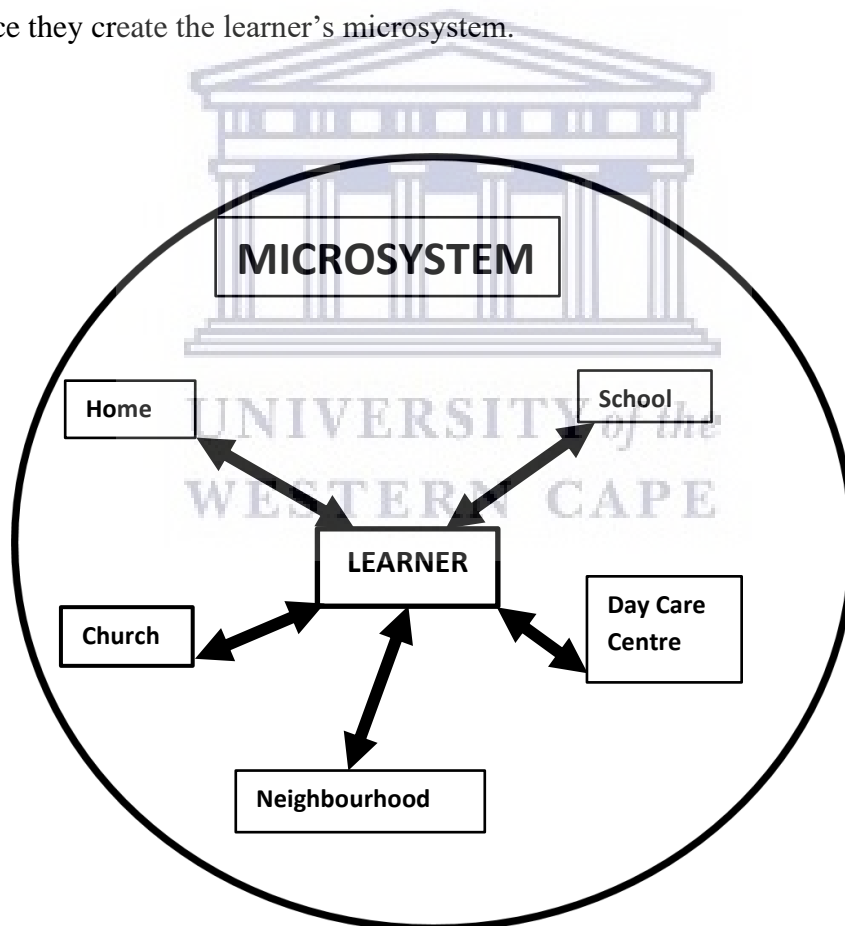 ce they create the learner's microsystem.
MICROSYSTEM
Home
School
UNIVERSITY of the
WESTERN CAPE
LEARNER
Church
Day Care
Centre
Neighbourhood